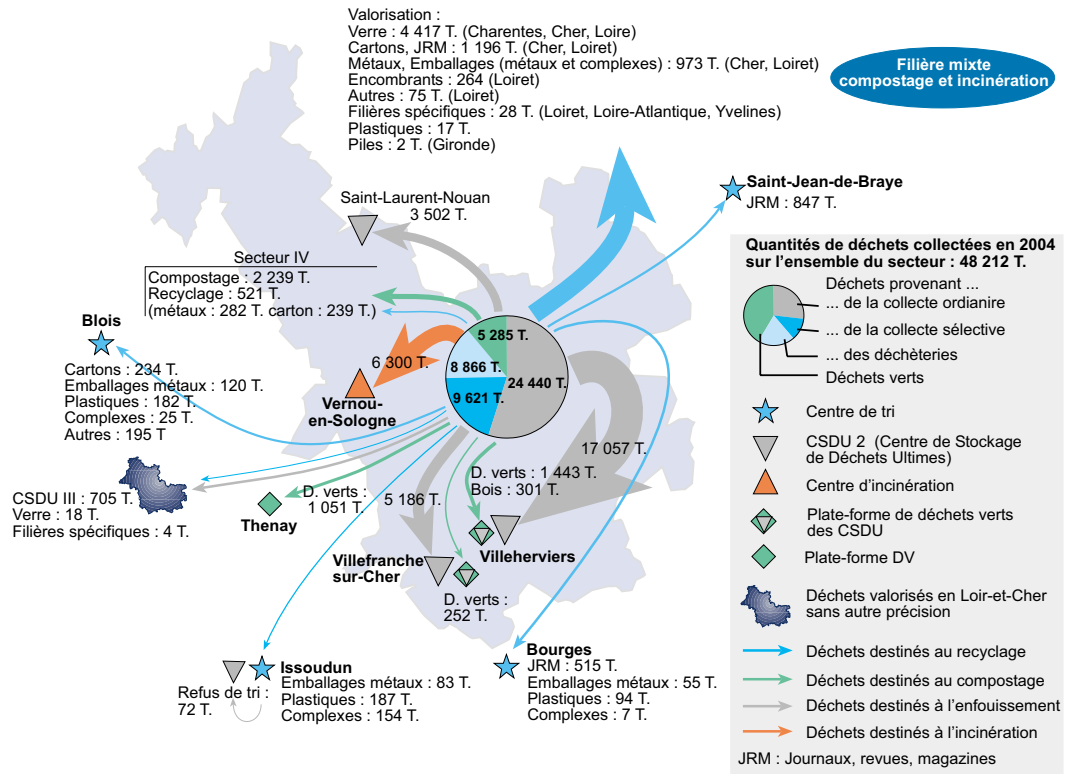 Valorisation :
Verre : 4 417 T. (Charentes, Cher, Loire)
Cartons, JRM : 1 196 T. (Cher, Loiret)
Métaux, Emballages (métaux et complexes) : 973 T. (Cher, Loiret)
Encombrants : 264 (Loiret)
Autres : 75 T. (Loiret)
Filières spécifiques : 28 T. (Loiret, Loire-Atlantique, Yvelines)
Plastiques : 17 T.
Piles : 2 T. (Gironde)
Filière mixte
compostage et incinération
Saint-Laurent-Nouan
3 502 T.
Saint-Jean-de-Braye
JRM : 847 T.
Secteur IV
Compostage : 2 239 T.
Recyclage : 521 T.
(métaux : 282 T. carton : 239 T.)
Blois
Cartons : 234 T.
Emballages métaux : 120 T.
Plastiques : 182 T.
Complexes : 25 T.
Autres : 195 T
6 300 T.
Vernou-
en-Sologne
5 285 T.
8 866 T.
24 440 T.
9 621 T.
17 057 T.
CSDU III : 705 T.
Verre : 18 T.
Filières spécifiques : 4 T.
D. verts :
1 051 T.
Thenay
5 186 T.
D. verts : 1 443 T.
Bois : 301 T.
Villeherviers
Villefranche
sur-Cher
D. verts :
252 T.
Refus de tri :
72 T.
Issoudun
Emballages métaux : 83 T.
Plastiques : 187 T.
Complexes : 154 T.
Bourges
JRM : 515 T.
Emballages métaux : 55 T.
Plastiques : 94 T.
Complexes : 7 T.
Quantités de déchets collectées en 2004
sur l'ensemble du secteur : 48 212 T.
Déchets provenant ...
... de la collecte ordianire
... de la collecte sélective
... des déchèteries
Déchets verts
Centre de tri
CSDU 2 (Centre de Stockage
de Déchets Ultimes)
Centre d'incinération
Plate-forme de déchets verts
des CSDU
Plate-forme DV
Déchets valorisés en Loir-et-Cher
sans autre précision
Déchets destinés au recyclage
Déchets destinés au compostage
Déchets destinés à l'enfouissement
Déchets destinés à l'incinération
JRM : Journaux, revues, magazines